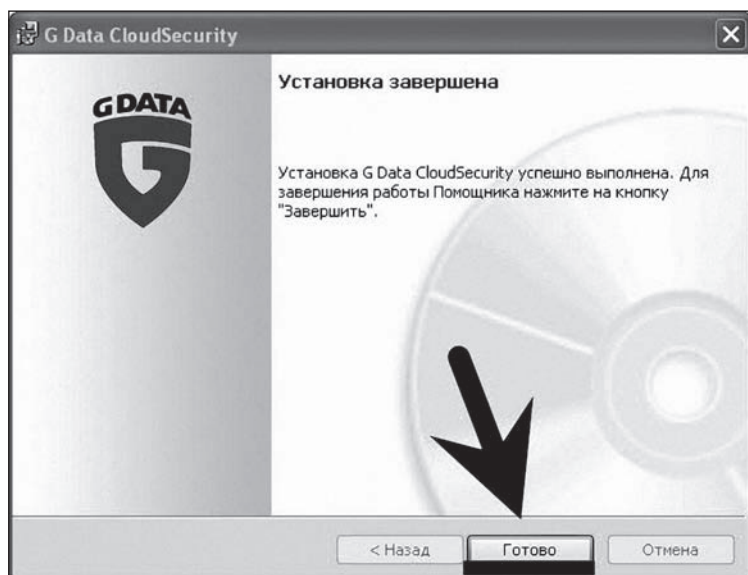 G Data CloudSecurity
GDATA
Установка завершена
Установка G Data CloudSecurity успешно выполнена. Для
завершения работы Помощника нажмите на кнопку
"Завершить".
< Назад
Готово
Отмена